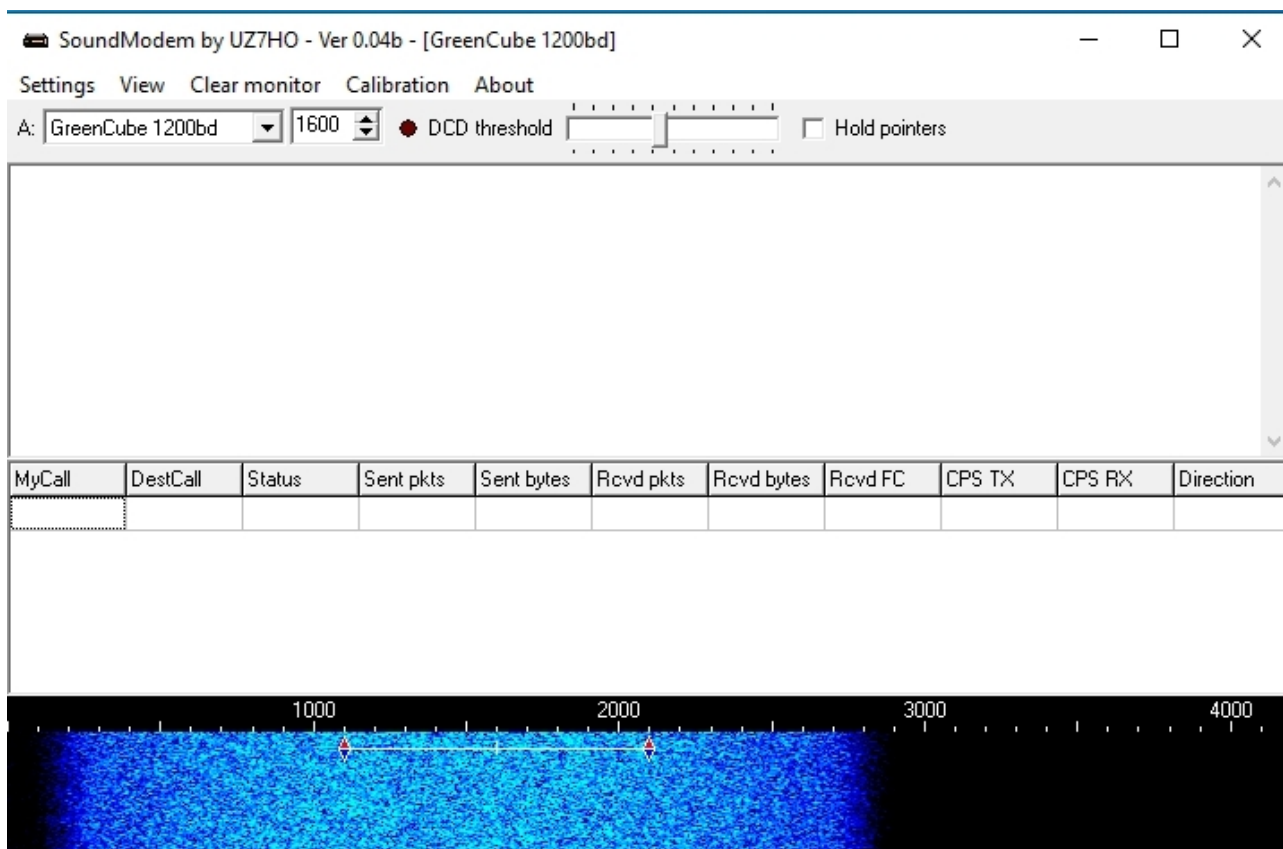 SoundModem by UZ7HO - Ver 0.04b - [GreenCube 1200bd]
Settings View Clear monitor Calibration About
A: GreenCube 1200bd 1600 DCD threshold Hold pointers
MyCall DestCall Status Sent pkts Sent bytes Rcvd pkts Rcvd bytes Rcvd FC CPS TX CPS RX Direction
1000 2000 3000 4000